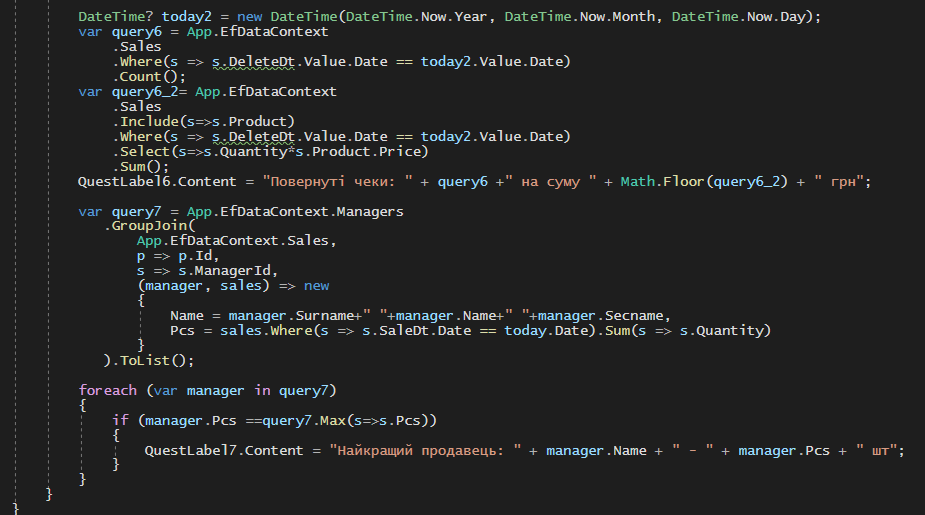 DateTime? today2 = new DateTime(DateTime.Now.Year, DateTime.Now.Month, DateTime.Now.Day);
var query6 = App.EfDataContext
.Sales
.Where(s => s.DeleteDt.Value.Date == today2.Value.Date)
.Count();
var query6_2= App.EfDataContext
.Sales
.Include(s=>s.Product)
.Where(s => s.DeleteDt.Value.Date == today2.Value.Date)
.Select(s=>s.Quantity*s.Product.Price)
.Sum();
QuestLabel6.Content = "Повернуті чеки: " + query6 +" на суму " + Math.Floor(query6_2) + " грн";
var query7 = App.EfDataContext.Managers
.GroupJoin(
App.EfDataContext.Sales,
p => p.Id,
s => s.ManagerId,
(manager, sales) => new
{
Name = manager.Surname+" "+manager.Name+" "+manager.Secname,
Pcs = sales.Where(s => s.SaleDt.Date == today.Date).Sum(s => s.Quantity)
}
).ToList();
foreach (var manager in query7)
{
if (manager.Pcs ==query7.Max(s=>s.Pcs))
{
QuestLabel7.Content = "Найкращий продавець: " + manager.Name + " - " + manager.Pcs + " шт";
}
}
}
}